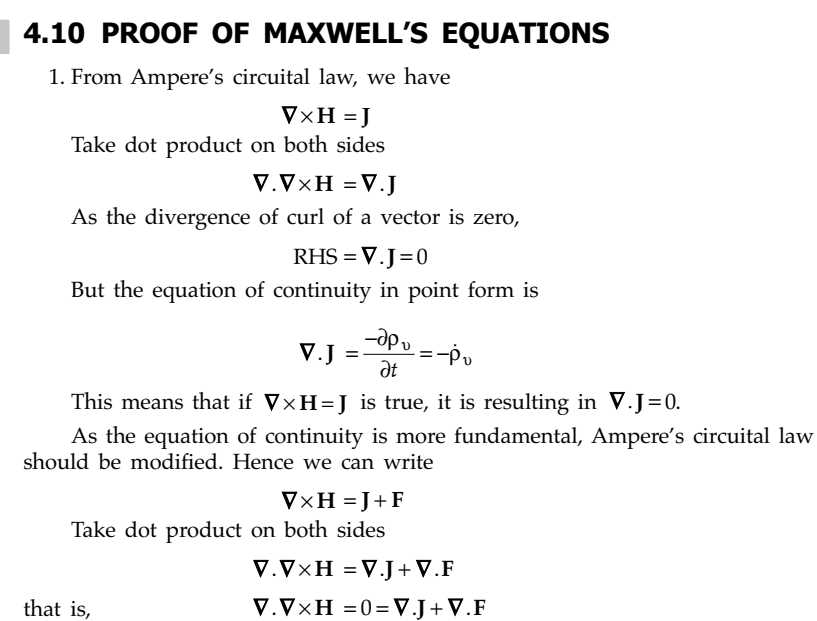 4.10 PROOF OF MAXWELL'S EQUATIONS
1. From Ampere's circuital law, we have
∇×H = J
Take dot product on both sides
∇.∇×H = ∇.J
As the divergence of curl of a vector is zero,
RHS = ∇.J = 0
But the equation of continuity in point form is
∇.J = −∂ρ_υ/∂t = −ρ̇_υ
This means that if ∇×H = J is true, it is resulting in ∇.J = 0.
As the equation of continuity is more fundamental, Ampere's circuital law
should be modified. Hence we can write
∇×H = J + F
Take dot product on both sides
∇.∇×H = ∇.J + ∇.F
that is, ∇.∇×H = 0 = ∇.J + ∇.F